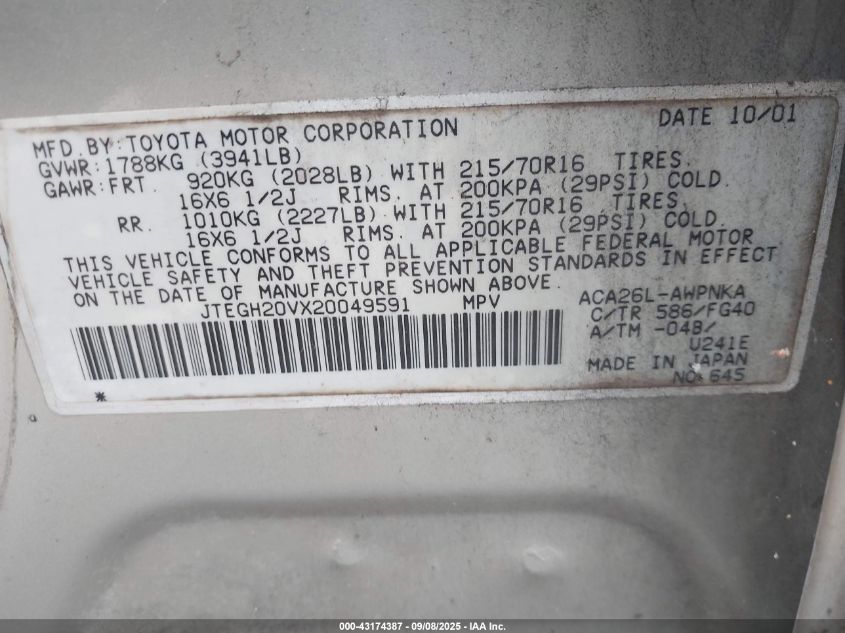 DATE 10/01
MFD. BY: TOYOTA MOTOR CORPORATION
GVWR: 1788KG (3941LB)
GAWR: FRT. 920KG (2028LB) WITH 215/70R16 TIRES.
16X6 1/2J RIMS. AT 200KPA (29PSI) COLD.
RR. 1010KG (2227LB) WITH 215/70R16 TIRES.
16X6 1/2J RIMS. AT 200KPA (29PSI) COLD.
THIS VEHICLE CONFORMS TO ALL APPLICABLE FEDERAL MOTOR
VEHICLE SAFETY AND THEFT PREVENTION STANDARDS IN EFFECT
ON THE DATE OF MANUFACTURE SHOWN ABOVE.
JTEGH20VX20049591 MPV
ACA26L-AWPNKA
C/TR 586/FG40
A/TM -04B/
U241E
MADE IN JAPAN
NO. 645
*
000-43174387 - 09/08/2025 - IAA Inc.